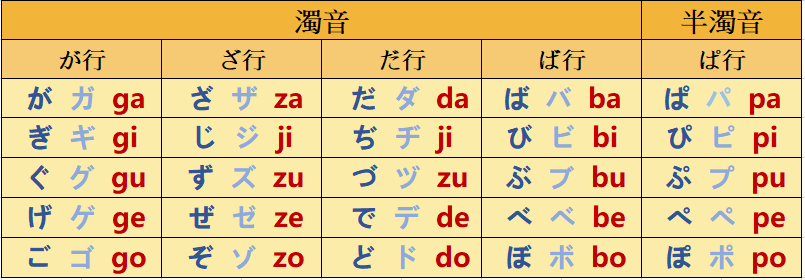 濁音 半濁音
が行 ざ行 だ行 ば行 ぱ行
が ガ ga ざ ザ za だ ダ da ば バ ba ぱ パ pa
ぎ ギ gi じ ジ ji ぢ ヂ ji び ビ bi ぴ ピ pi
ぐ グ gu ず ズ zu づ ヅ zu ぶ ブ bu ぷ プ pu
げ ゲ ge ぜ ゼ ze で デ de べ ベ be ぺ ペ pe
ご ゴ go ぞ ゾ zo ど ド do ぼ ボ bo ぽ ポ po